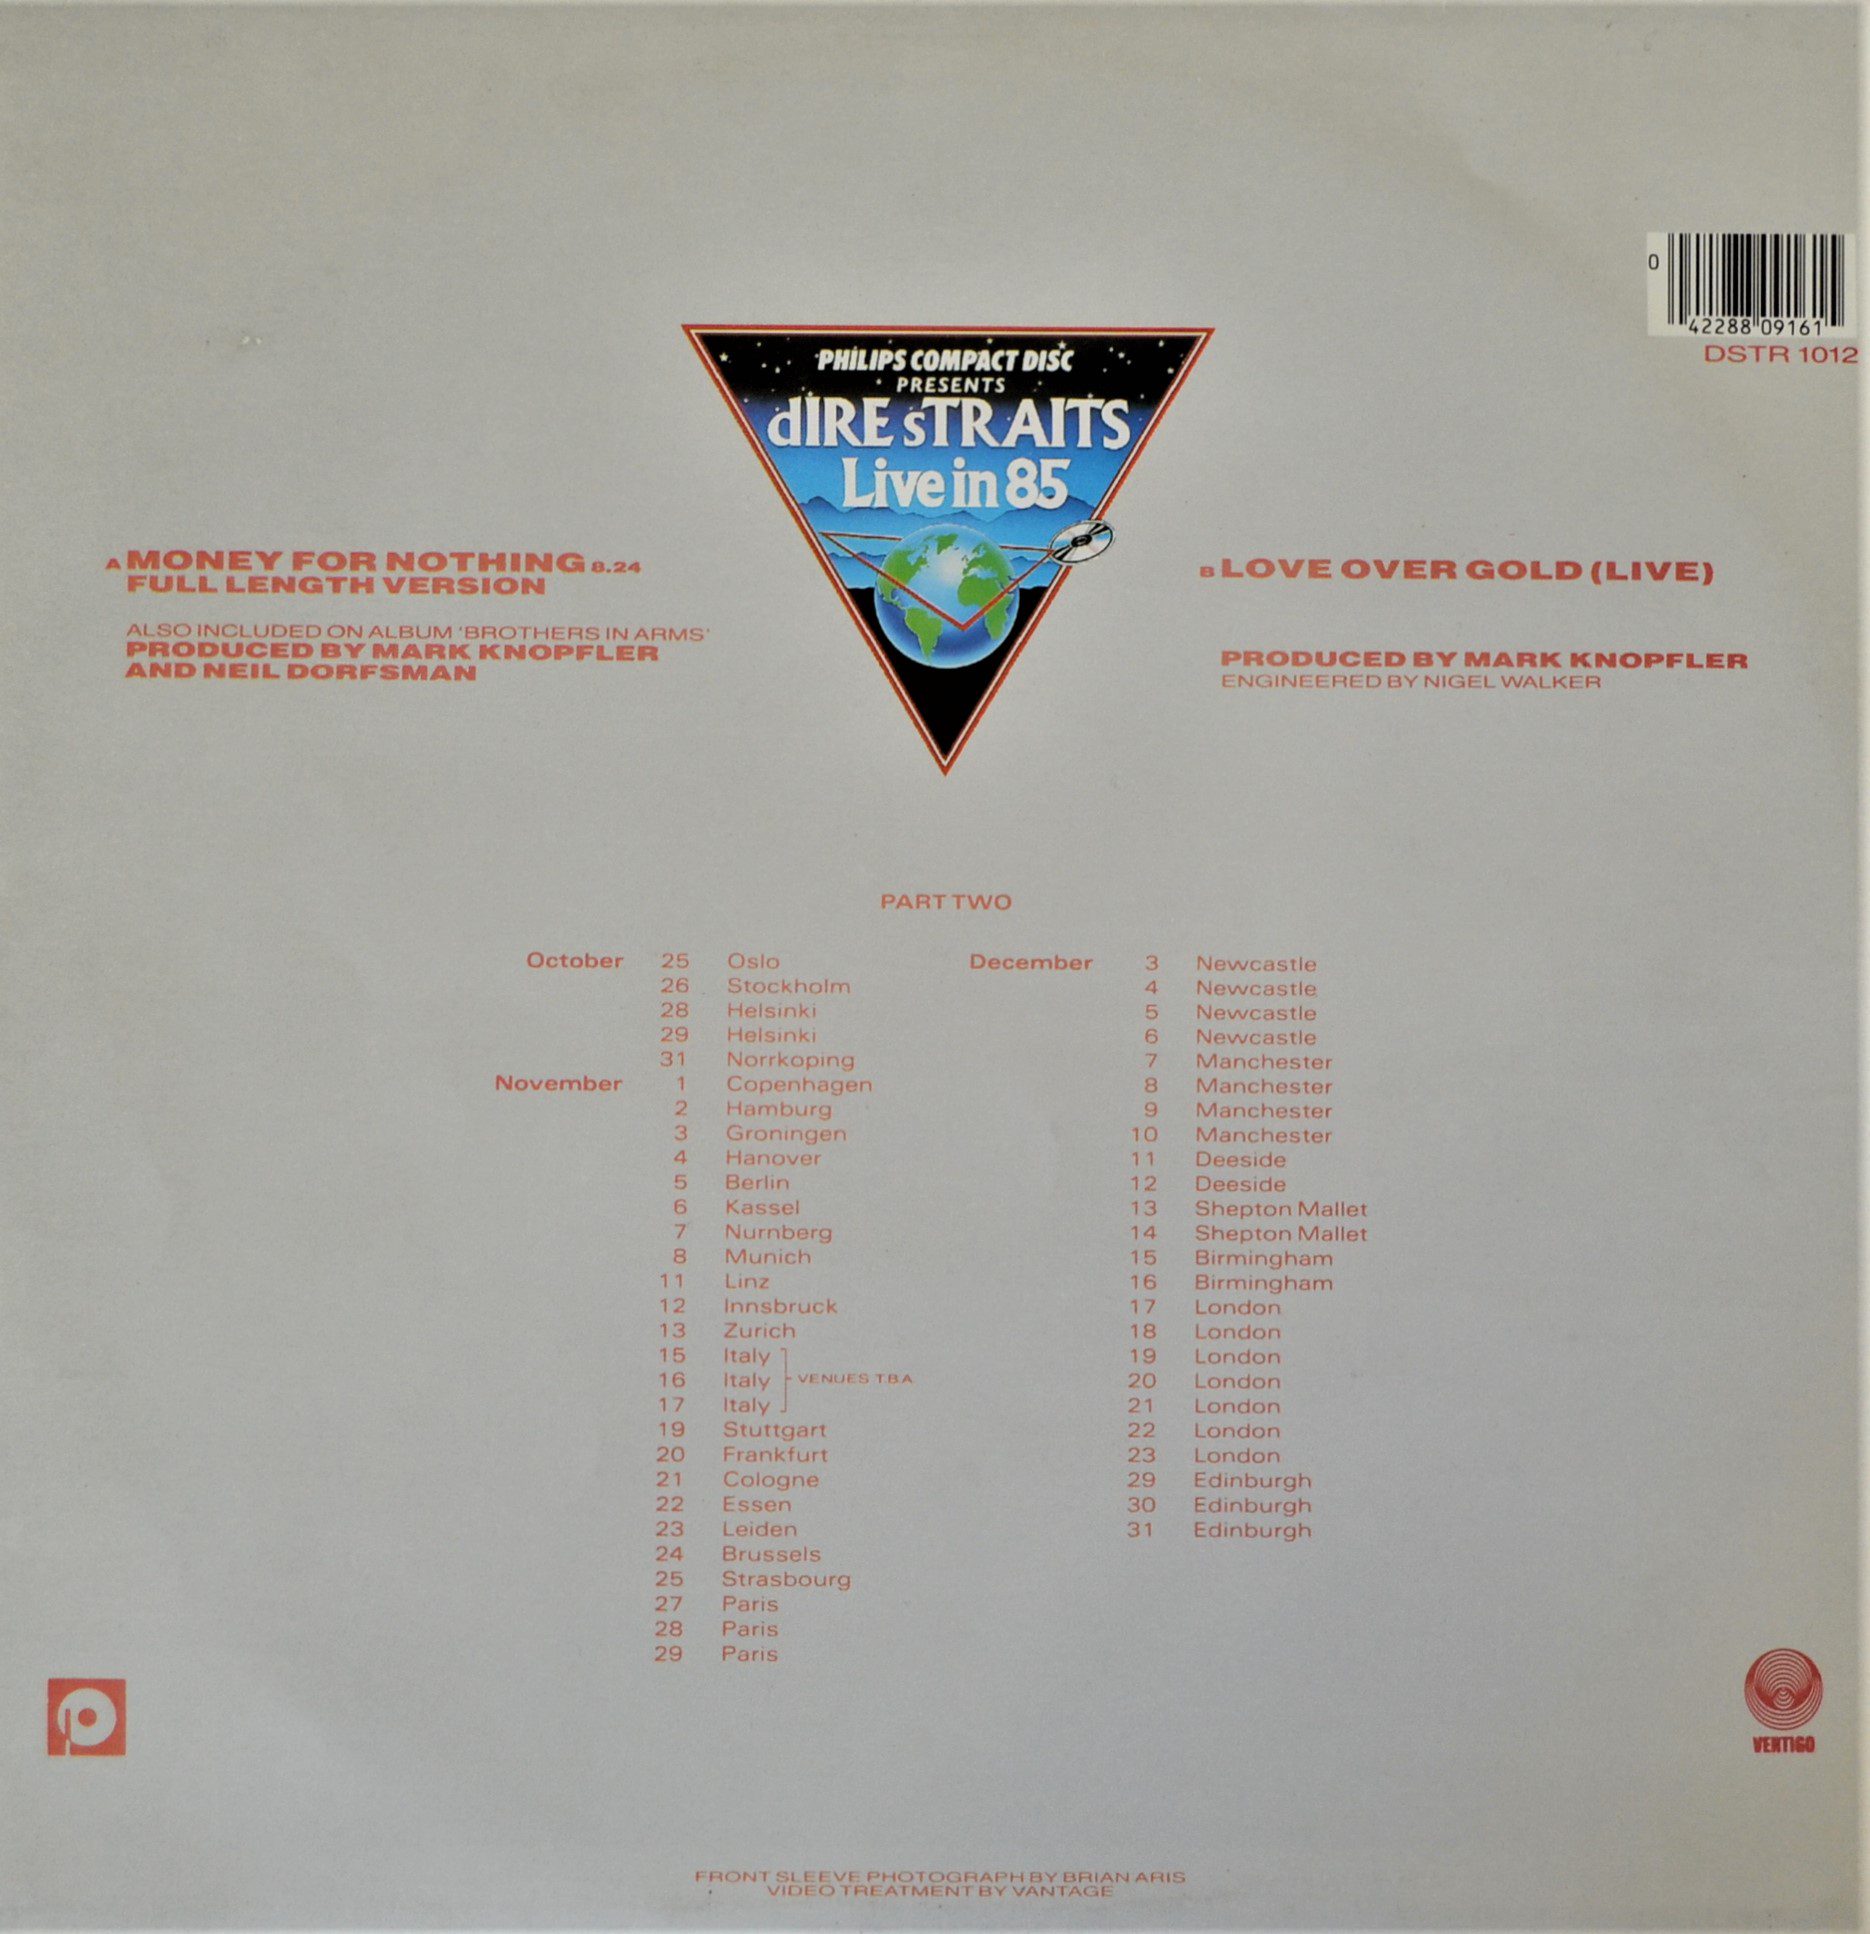 0
42288 09161
DSTR 1012
PHILIPS COMPACT DISC
PRESENTS
dIRE sTRAITS
Live in 85
A MONEY FOR NOTHING 8.24
FULL LENGTH VERSION
ALSO INCLUDED ON ALBUM 'BROTHERS IN ARMS'
PRODUCED BY MARK KNOPFLER
AND NEIL DORFSMAN
B LOVE OVER GOLD (LIVE)
PRODUCED BY MARK KNOPFLER
ENGINEERED BY NIGEL WALKER
PART TWO
October 25 Oslo
26 Stockholm
28 Helsinki
29 Helsinki
31 Norrkoping
November 1 Copenhagen
2 Hamburg
3 Groningen
4 Hanover
5 Berlin
6 Kassel
7 Nurnberg
8 Munich
11 Linz
12 Innsbruck
13 Zurich
15 Italy
16 Italy VENUES T.B.A
17 Italy
19 Stuttgart
20 Frankfurt
21 Cologne
22 Essen
23 Leiden
24 Brussels
25 Strasbourg
27 Paris
28 Paris
29 Paris
December 3 Newcastle
4 Newcastle
5 Newcastle
6 Newcastle
7 Manchester
8 Manchester
9 Manchester
10 Manchester
11 Deeside
12 Deeside
13 Shepton Mallet
14 Shepton Mallet
15 Birmingham
16 Birmingham
17 London
18 London
19 London
20 London
21 London
22 London
23 London
29 Edinburgh
30 Edinburgh
31 Edinburgh
P
VERTIGO
FRONT SLEEVE PHOTOGRAPH BY BRIAN ARIS
VIDEO TREATMENT BY VANTAGE